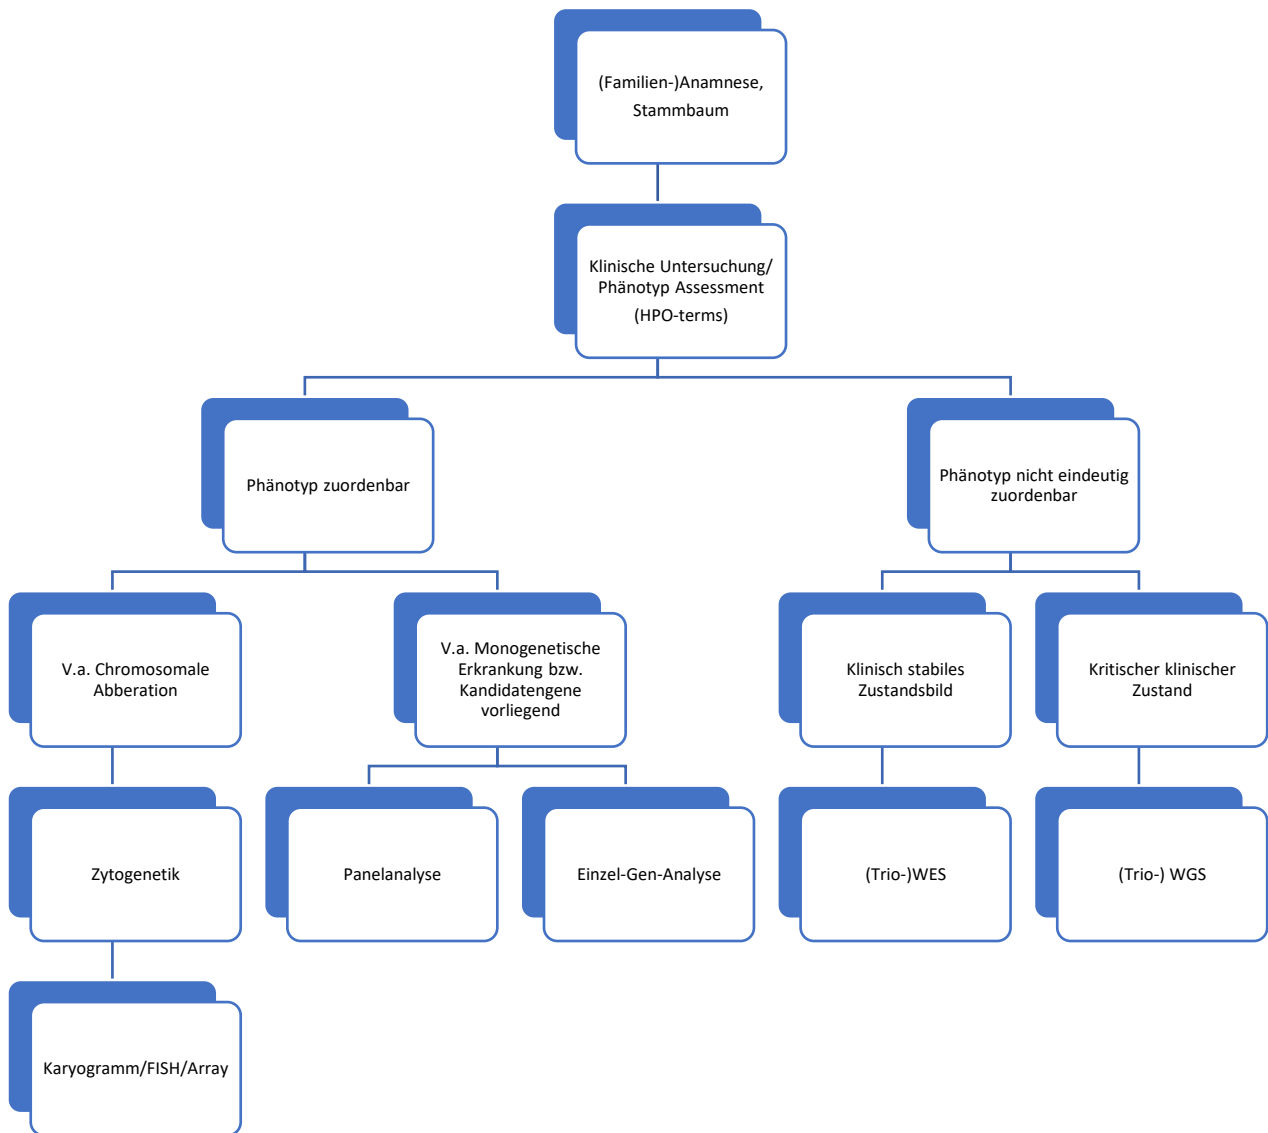 (Familien-)Anamnese,
Stammbaum
Klinische Untersuchung/
Phänotyp Assessment
(HPO-terms)
Phänotyp zuordenbar
Phänotyp nicht eindeutig
zuordenbar
V.a. Chromosomale
Abberation
V.a. Monogenetische
Erkrankung bzw.
Kandidatengene
vorliegend
Klinisch stabiles
Zustandsbild
Kritischer klinischer
Zustand
Zytogenetik
Panelanalyse
Einzel-Gen-Analyse
(Trio-)WES
(Trio-) WGS
Karyogramm/FISH/Array